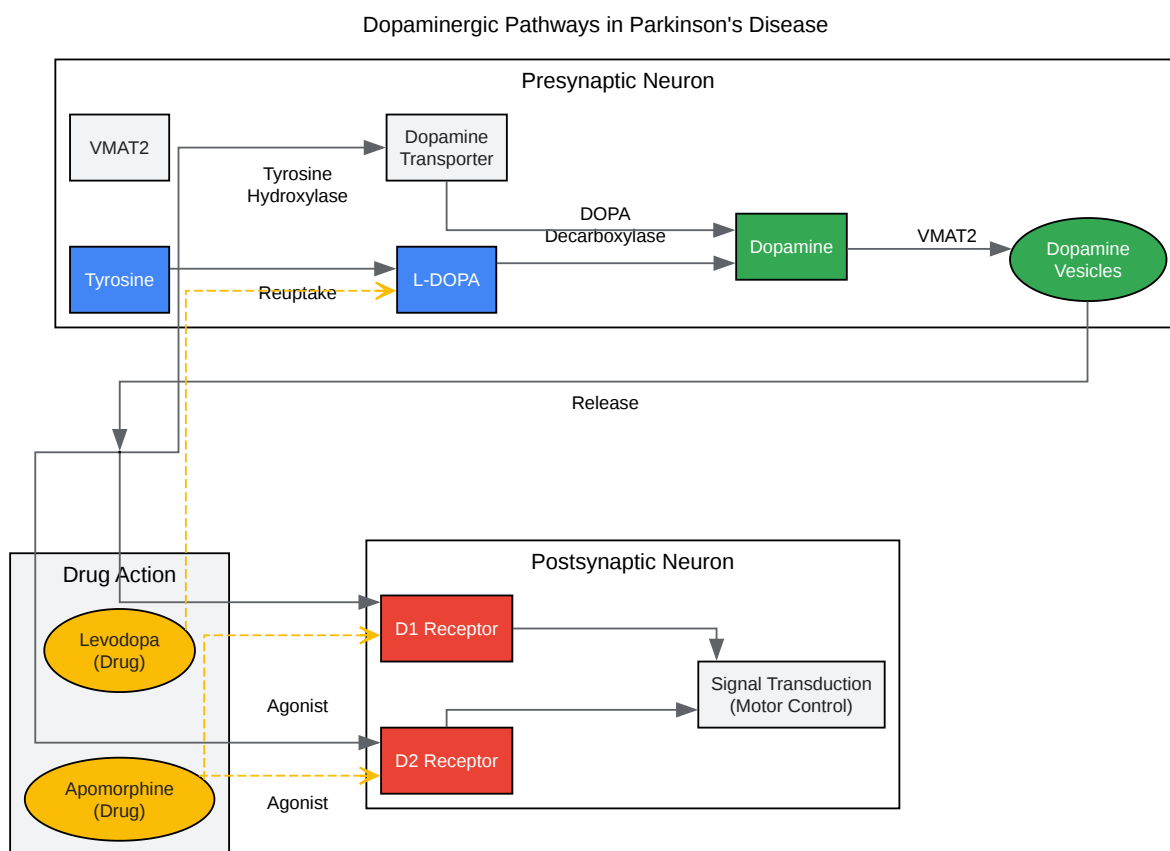 Dopaminergic Pathways in Parkinson's Disease
Presynaptic Neuron
VMAT2
Dopamine
Transporter
Tyrosine
Hydroxylase
DOPA
Decarboxylase
Dopamine
VMAT2
Dopamine
Vesicles
Tyrosine
Reuptake
L-DOPA
Release
Drug Action
Levodopa
(Drug)
Apomorphine
(Drug)
Agonist
Agonist
Postsynaptic Neuron
D1 Receptor
D2 Receptor
Signal Transduction
(Motor Control)